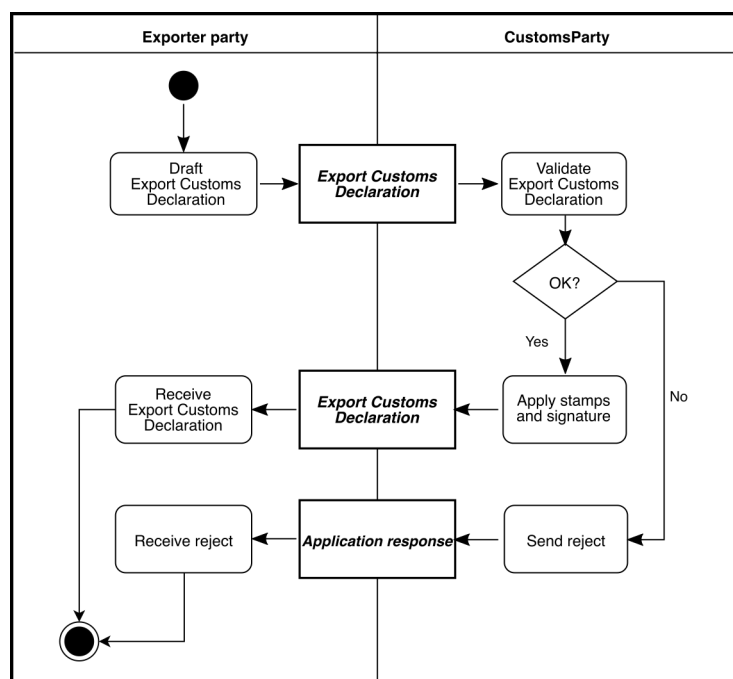 Exporter party
CustomsParty
Draft
Export Customs
Declaration
Export Customs
Declaration
Validate
Export Customs
Declaration
OK?
Yes
No
Receive
Export Customs
Declaration
Export Customs
Declaration
Apply stamps
and signature
Receive reject
Application response
Send reject